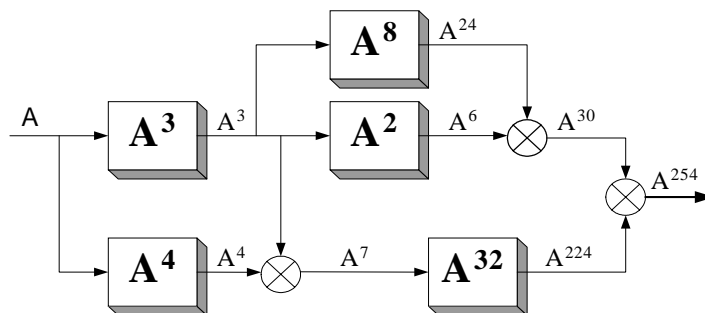 A⁸ A²⁴
A A³ A³ A² A⁶ A³⁰
A²⁵⁴
A⁴ A⁴ A⁷ A³² A²²⁴